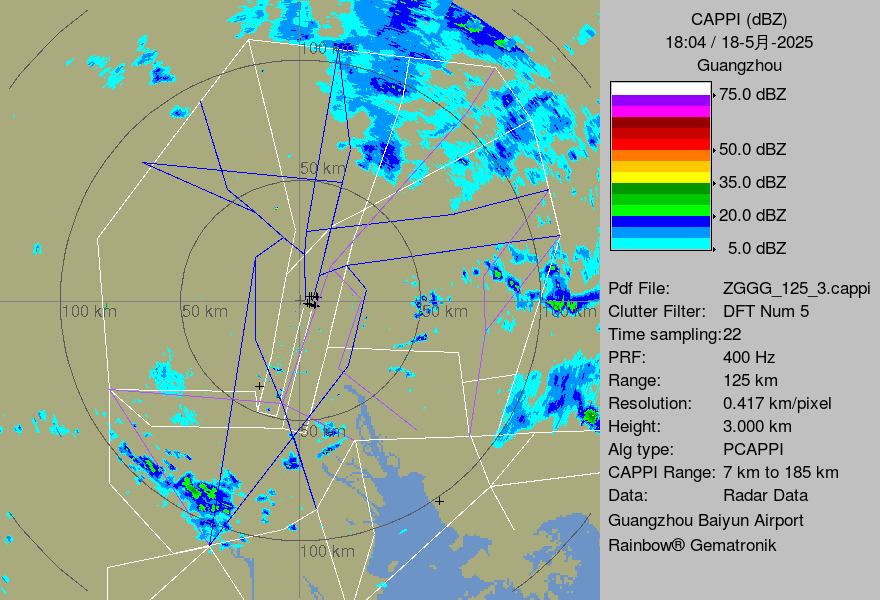 CAPPI (dBZ)
18:04 / 18-5月-2025
Guangzhou
75.0 dBZ
50.0 dBZ
35.0 dBZ
20.0 dBZ
5.0 dBZ
Pdf File: ZGGG_125_3.cappi
Clutter Filter: DFT Num 5
Time sampling:22
PRF: 400 Hz
Range: 125 km
Resolution: 0.417 km/pixel
Height: 3.000 km
Alg type: PCAPPI
CAPPI Range: 7 km to 185 km
Data: Radar Data
Guangzhou Baiyun Airport
Rainbow® Gematronik
100 km
50 km
100 km
50 km
50 km
100 km
50 km
100 km